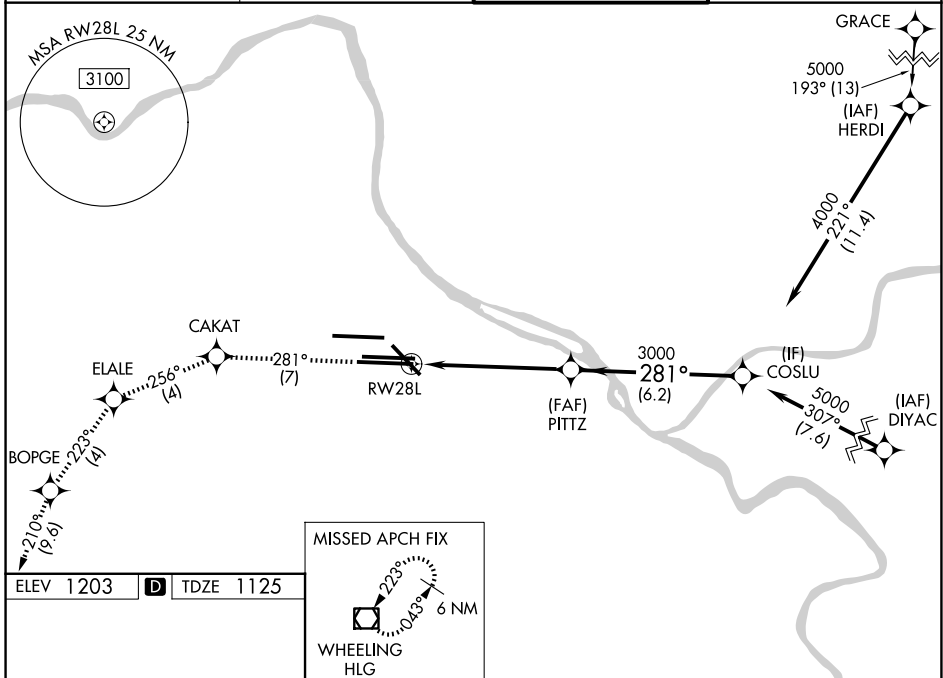 MSA RW28L 25 NM
3100
GRACE
5000
193° (13)
(IAF)
HERDI
4000
221°
(11.4)
CAKAT
281°
(7)
ELALE
256°
(4)
223°
(4)
BOPGE
210°
(9.6)
RW28L
(FAF)
PITTZ
3000
281°
(6.2)
(IF)
COSLU
5000
307°
(7.6)
(IAF)
DIYAC
ELEV 1203 D TDZE 1125
MISSED APCH FIX
223°
043°
6 NM
WHEELING
HLG